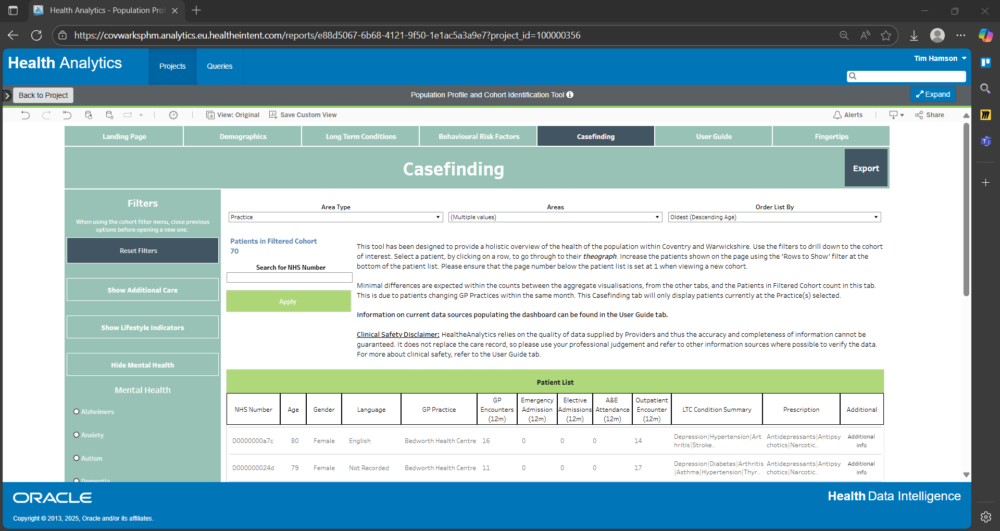 Health Analytics - Population Prof
https://covwarksphm.analytics.eu.healtheintent.com/reports/e88d5067-6b68-4121-9f50-1e1ac5a3a9e7?project_id=100000356
Health Analytics
Projects
Queries
Tim Hamson
Back to Project
Population Profile and Cohort Identification Tool
Expand
View: Original
Save Custom View
Alerts
Share
Landing Page
Demographics
Long Term Conditions
Behavioural Risk Factors
Casefinding
User Guide
Fingertips
Casefinding
Export
Filters
When using the cohort filter menu, close previous
options before opening a new one.
Reset Filters
Show Additional Care
Show Lifestyle Indicators
Hide Mental Health
Mental Health
Alzheimers
Anxiety
Autism
Dementia
Area Type
Practice
Areas
(Multiple values)
Order List By
Oldest (Descending Age)
Patients in Filtered Cohort
70
Search for NHS Number
Apply
This tool has been designed to provide a holistic overview of the health of the population within Coventry and Warwickshire. Use the filters to drill down to the cohort
of interest. Select a patient, by clicking on a row, to go through to their theograph. Increase the patients shown on the page using the 'Rows to Show' filter at the
bottom of the patient list. Please ensure that the page number below the patient list is set at 1 when viewing a new cohort.
Minimal differences are expected within the counts between the aggregate visualisations, from the other tabs, and the Patients in Filtered Cohort count in this tab.
This is due to patients changing GP Practices within the same month. This Casefinding tab will only display patients currently at the Practice(s) selected.
Information on current data sources populating the dashboard can be found in the User Guide tab.
Clinical Safety Disclaimer: HealtheAnalytics relies on the quality of data supplied by Providers and thus the accuracy and completeness of information cannot be
guaranteed. It does not replace the care record, so please use your professional judgement and refer to other information sources where possible to verify the data.
For more about clinical safety, refer to the User Guide tab.
Patient List
NHS Number Age Gender Language GP Practice GP Encounters (12m) Emergency Admission (12m) Elective Admissions (12m) A&E Attendance (12m) Outpatient Encounter (12m) LTC Condition Summary Prescription Additional
D0000000a7c 80 Female English Bedworth Health Centre 16 0 0 0 14 Depression|Hypertension|Art hritis|Stroke.. Antidepressants|Antipsy chotics|Narcotic.. Additional Info
D000000024d 79 Female Not Recorded Bedworth Health Centre 11 0 0 0 17 Depression|Diabetes|Arthritis |Asthma|Hypertension|Thyr.. Antidepressants|Antipsy chotics|Narcotic.. Additional Info
ORACLE
Health Data Intelligence
Copyright © 2013, 2025, Oracle and/or its affiliates.